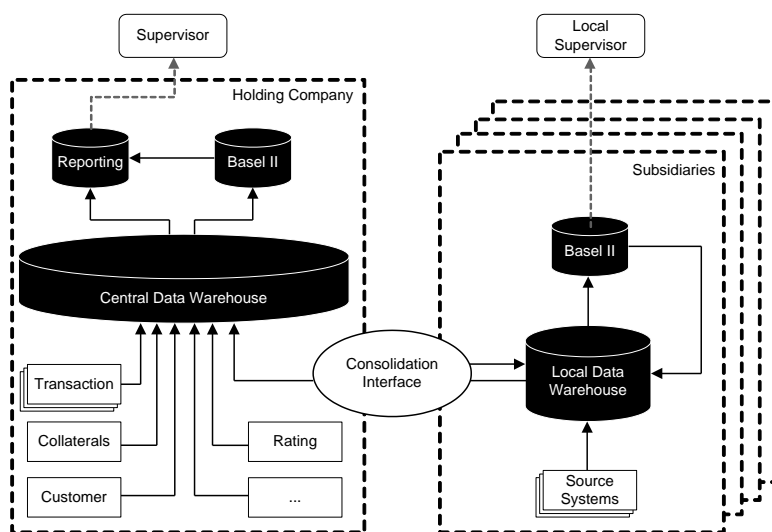 Supervisor
Local
Supervisor
Holding Company
Subsidiaries
Reporting
Basel II
Basel II
Central Data Warehouse
Consolidation
Interface
Local Data
Warehouse
Transaction
Collaterals
Rating
Customer
...
Source
Systems